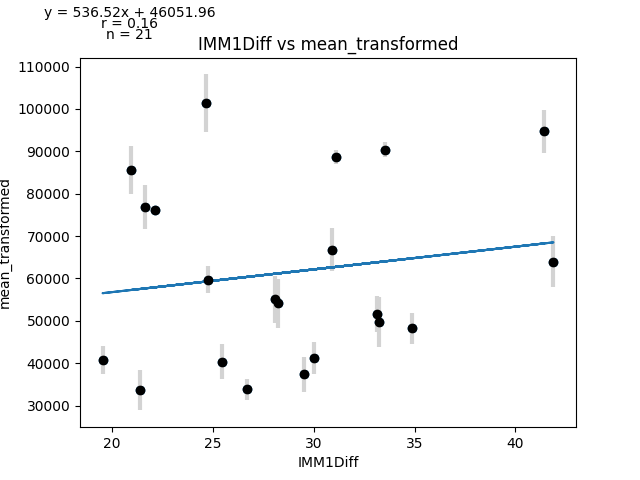 y = 536.52x + 46051.96
r = 0.16
n = 21
IMM1Diff vs mean_transformed
110000
100000
90000
80000
70000
60000
50000
40000
30000
mean_transformed
20
25
30
35
40
IMM1Diff